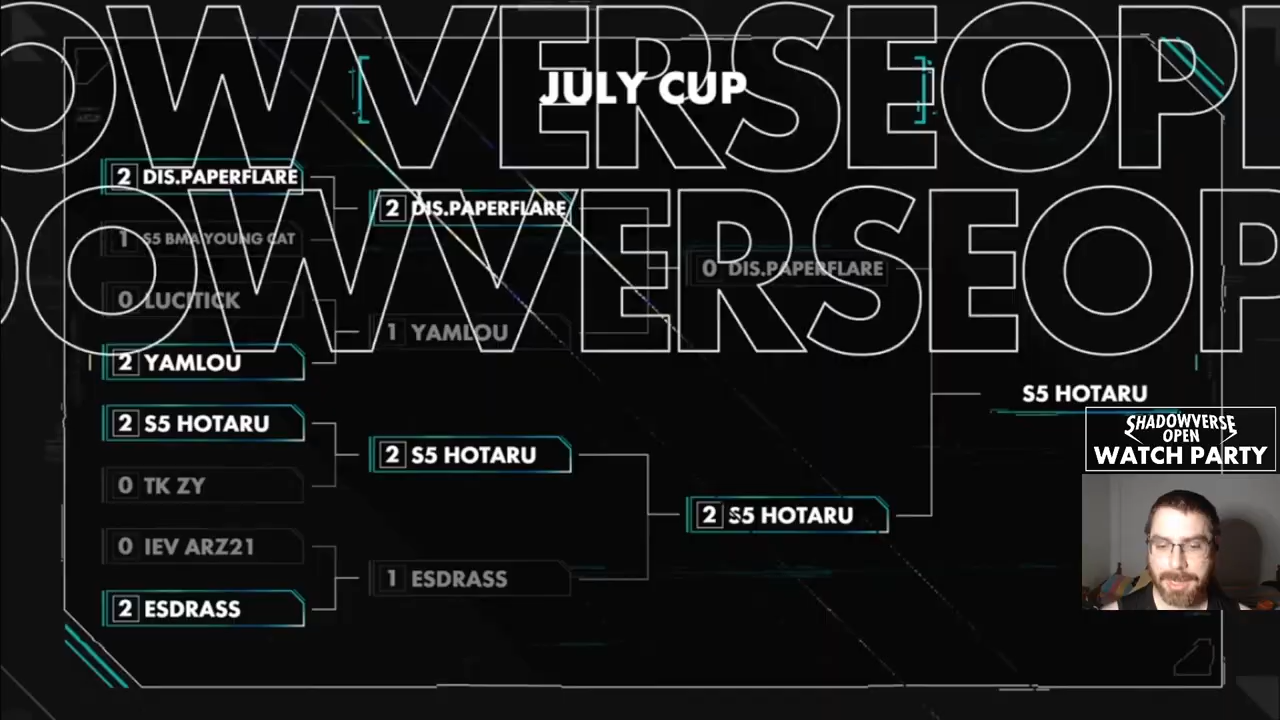 OWVERSEOP
JULY CUP
OWVERSEOP
2 DIS.PAPERFLARE
1 S5 BMA YOUNG CAT
0 LUCITICK
2 YAMLOU
2 S5 HOTARU
0 TK ZY
0 IEV ARZ21
2 ESDRASS
2 DIS.PAPERFLARE
1 YAMLOU
2 S5 HOTARU
1 ESDRASS
0 DIS.PAPERFLARE
2 S5 HOTARU
S5 HOTARU
SHADOWVERSE
OPEN
WATCH PARTY